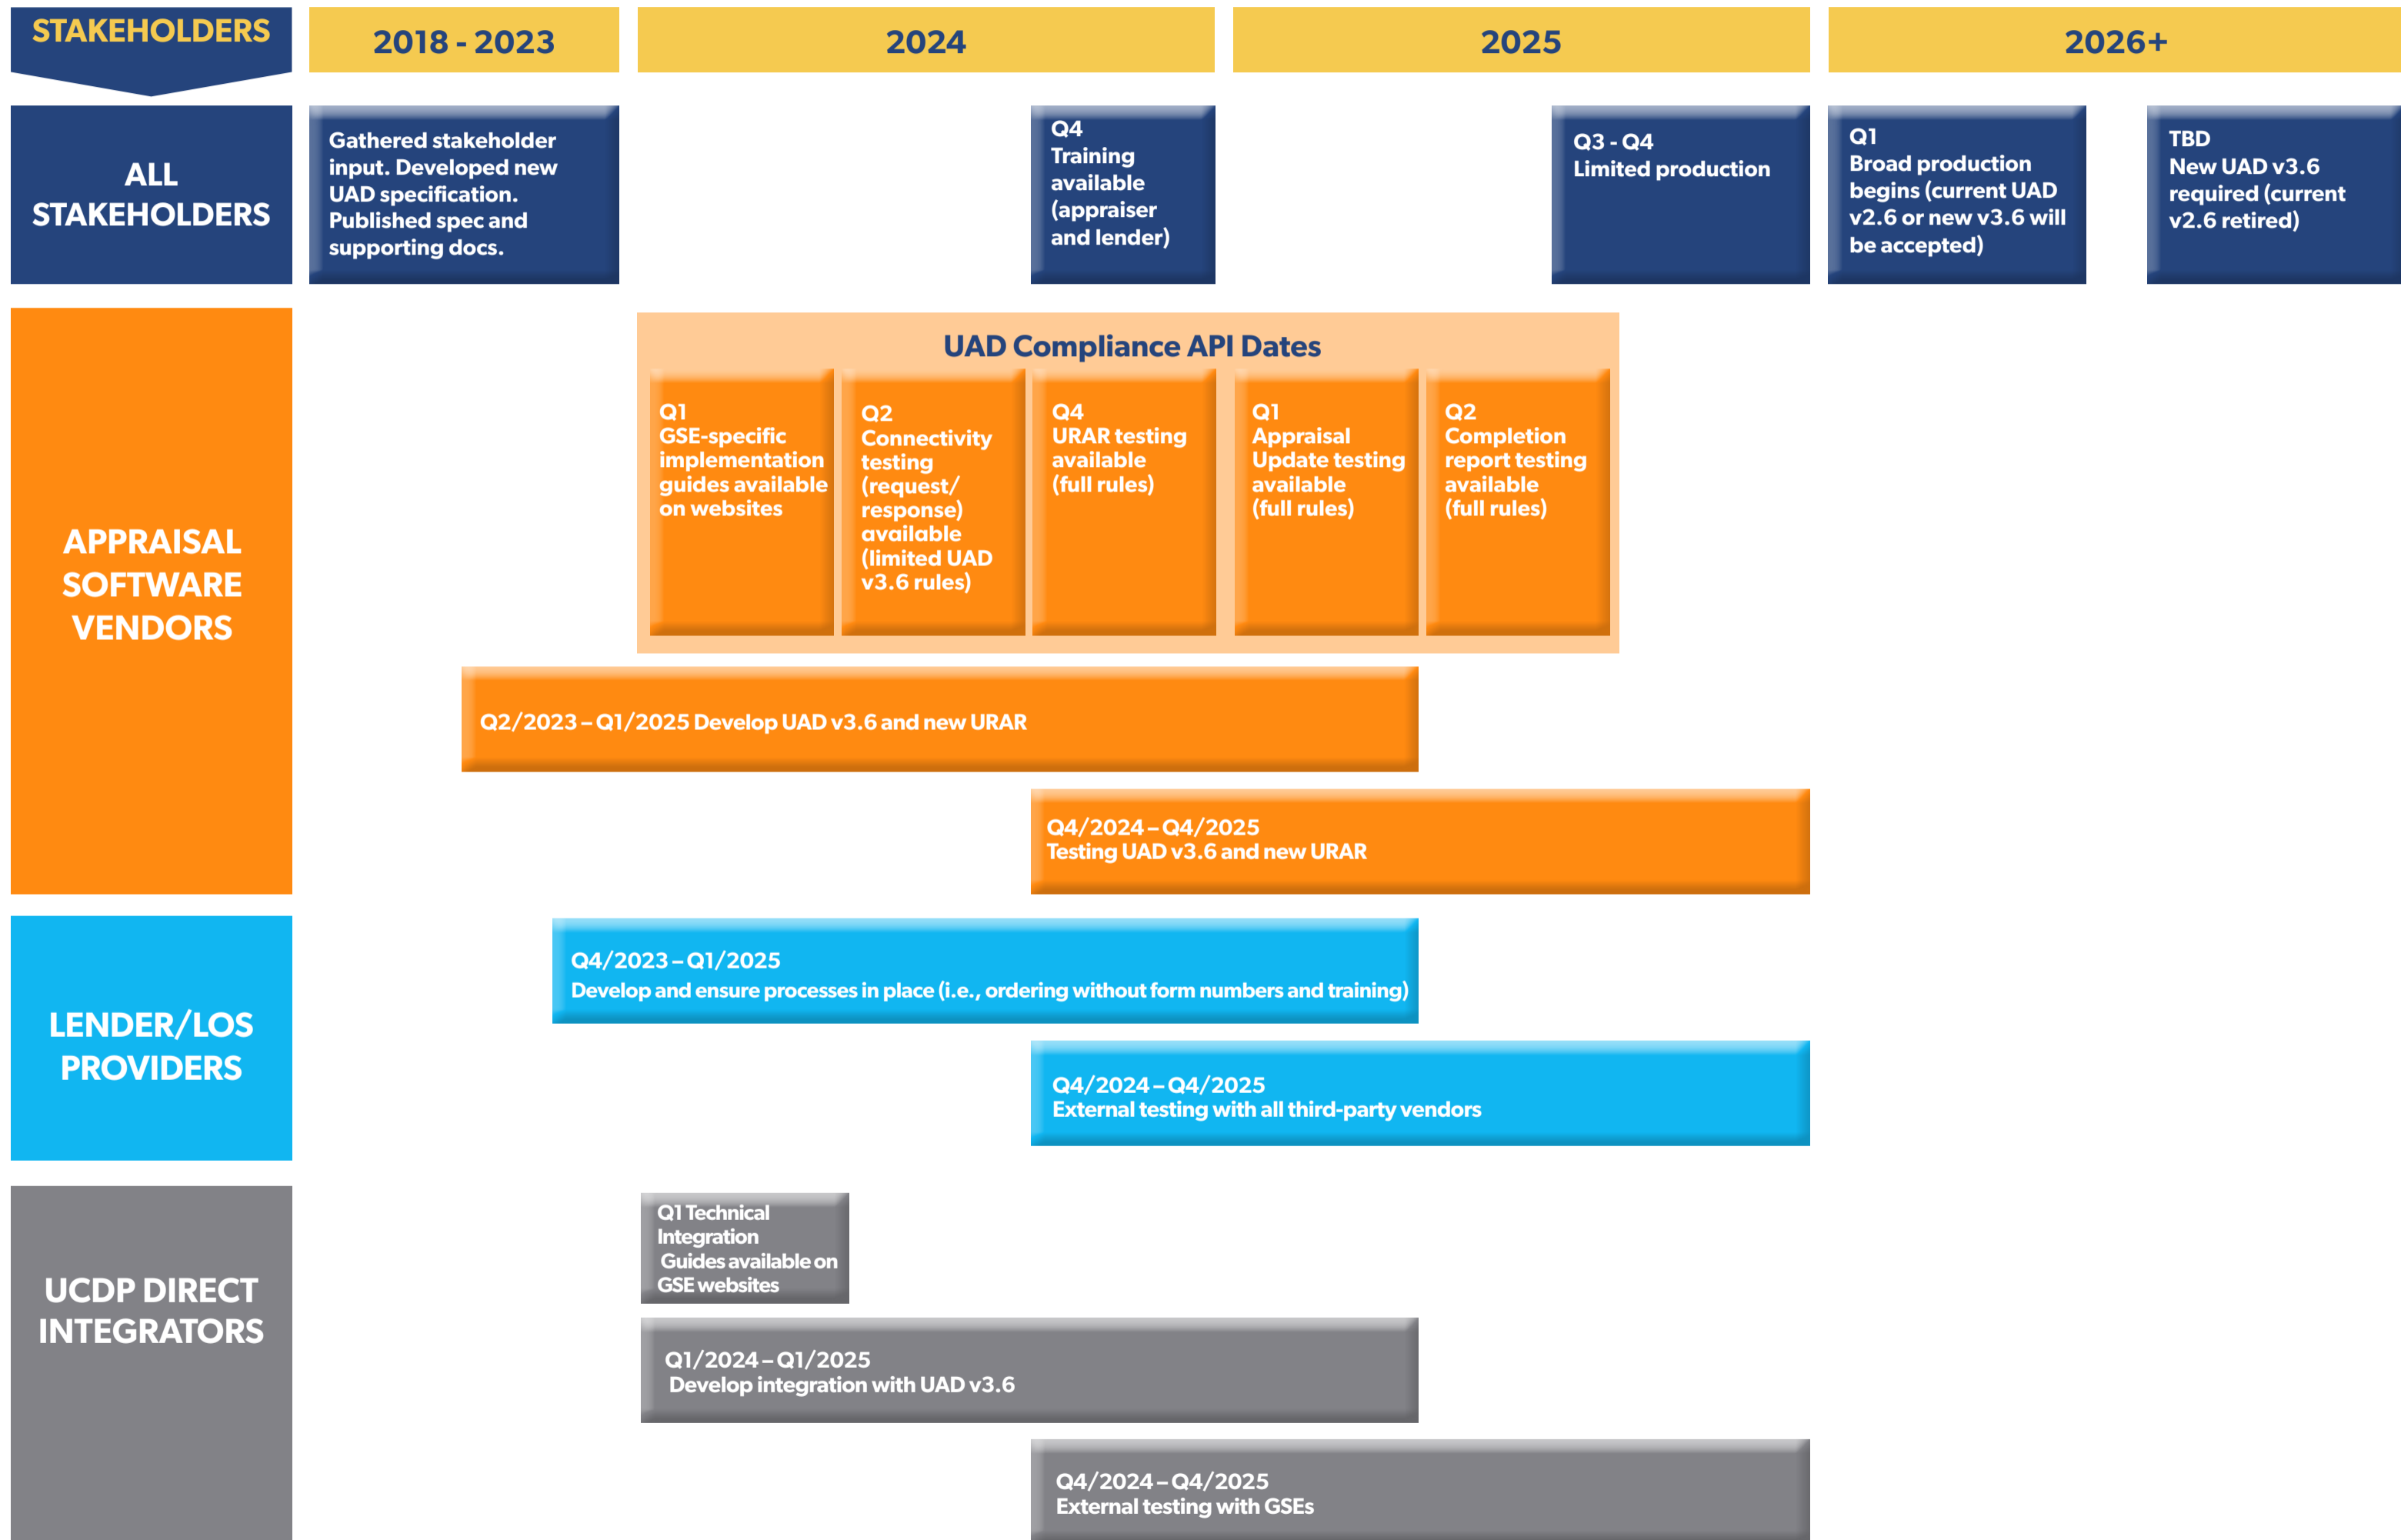 STAKEHOLDERS
2018 - 2023
2024
2025
2026+
ALL
STAKEHOLDERS
Gathered stakeholder
input. Developed new
UAD specification.
Published spec and
supporting docs.
Q4
Training
available
(appraiser
and lender)
Q3 - Q4
Limited production
Q1
Broad production
begins (current UAD
v2.6 or new v3.6 will
be accepted)
TBD
New UAD v3.6
required (current
v2.6 retired)
APPRAISAL
SOFTWARE
VENDORS
UAD Compliance API Dates
Q1
GSE-specific
implementation
guides available
on websites
Q2
Connectivity
testing
(request/
response)
available
(limited UAD
v3.6 rules)
Q4
URAR testing
available
(full rules)
Q1
Appraisal
Update testing
available
(full rules)
Q2
Completion
report testing
available
(full rules)
Q2/2023 – Q1/2025 Develop UAD v3.6 and new URAR
Q4/2024 – Q4/2025
Testing UAD v3.6 and new URAR
LENDER/LOS
PROVIDERS
Q4/2023 – Q1/2025
Develop and ensure processes in place (i.e., ordering without form numbers and training)
Q4/2024 – Q4/2025
External testing with all third-party vendors
UCDP DIRECT
INTEGRATORS
Q1 Technical
Integration
Guides available on
GSE websites
Q1/2024 – Q1/2025
Develop integration with UAD v3.6
Q4/2024 – Q4/2025
External testing with GSEs